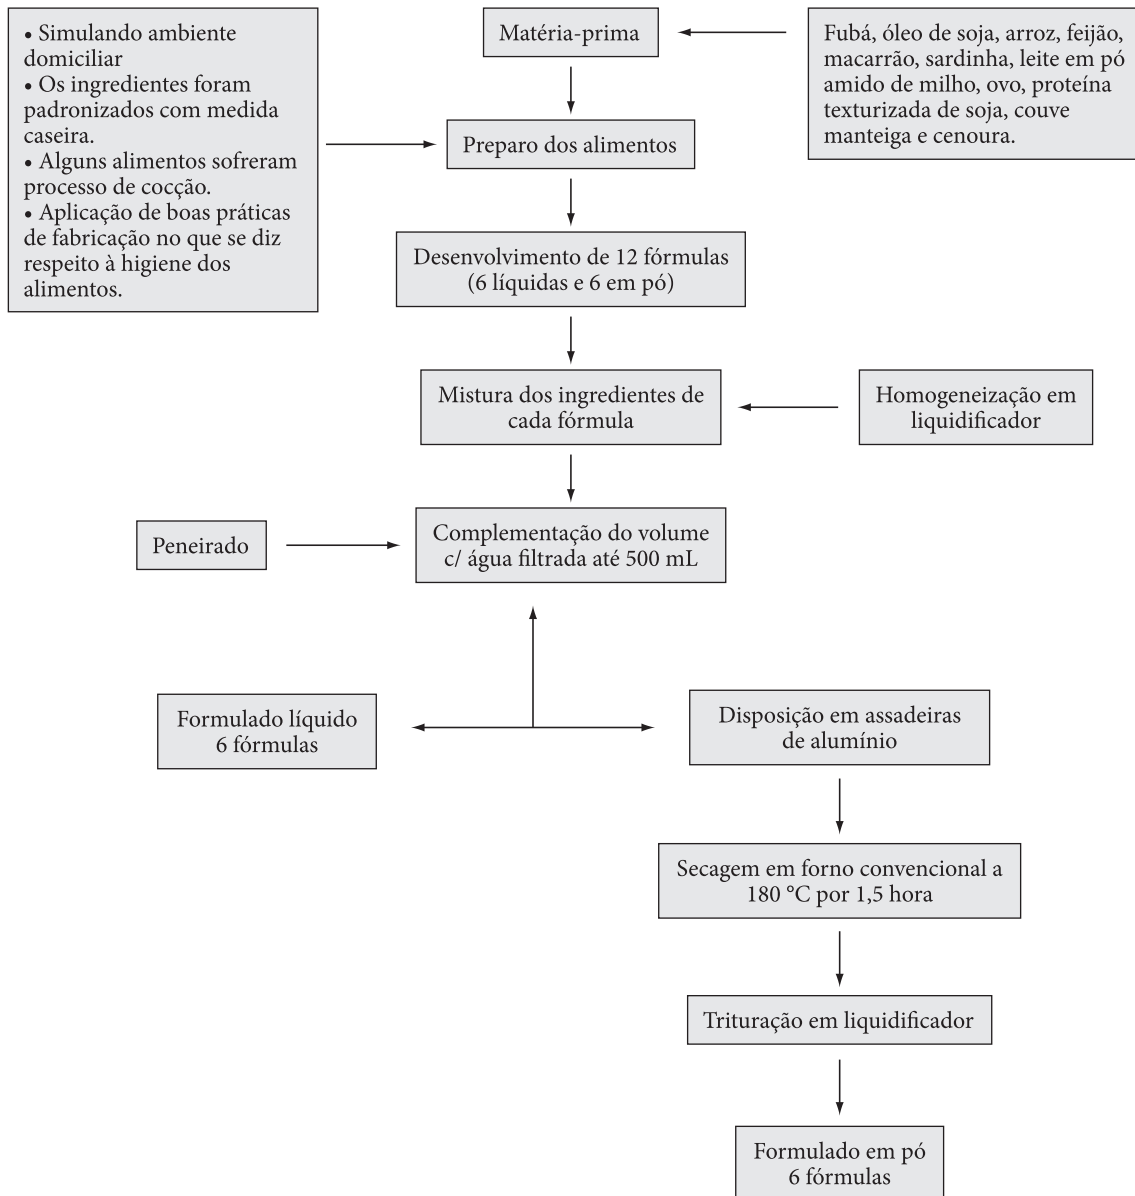 • Simulando ambiente
domiciliar
• Os ingredientes foram
padronizados com medida
caseira.
• Alguns alimentos sofreram
processo de cocção.
• Aplicação de boas práticas
de fabricação no que se diz
respeito à higiene dos
alimentos.
Matéria-prima
Fubá, óleo de soja, arroz, feijão,
macarrão, sardinha, leite em pó
amido de milho, ovo, proteína
texturizada de soja, couve
manteiga e cenoura.
Preparo dos alimentos
Desenvolvimento de 12 fórmulas
(6 líquidas e 6 em pó)
Mistura dos ingredientes de
cada fórmula
Homogeneização em
liquidificador
Peneirado
Complementação do volume
c/ água filtrada até 500 mL
Formulado líquido
6 fórmulas
Disposição em assadeiras
de alumínio
Secagem em forno convencional a
180 °C por 1,5 hora
Trituração em liquidificador
Formulado em pó
6 fórmulas